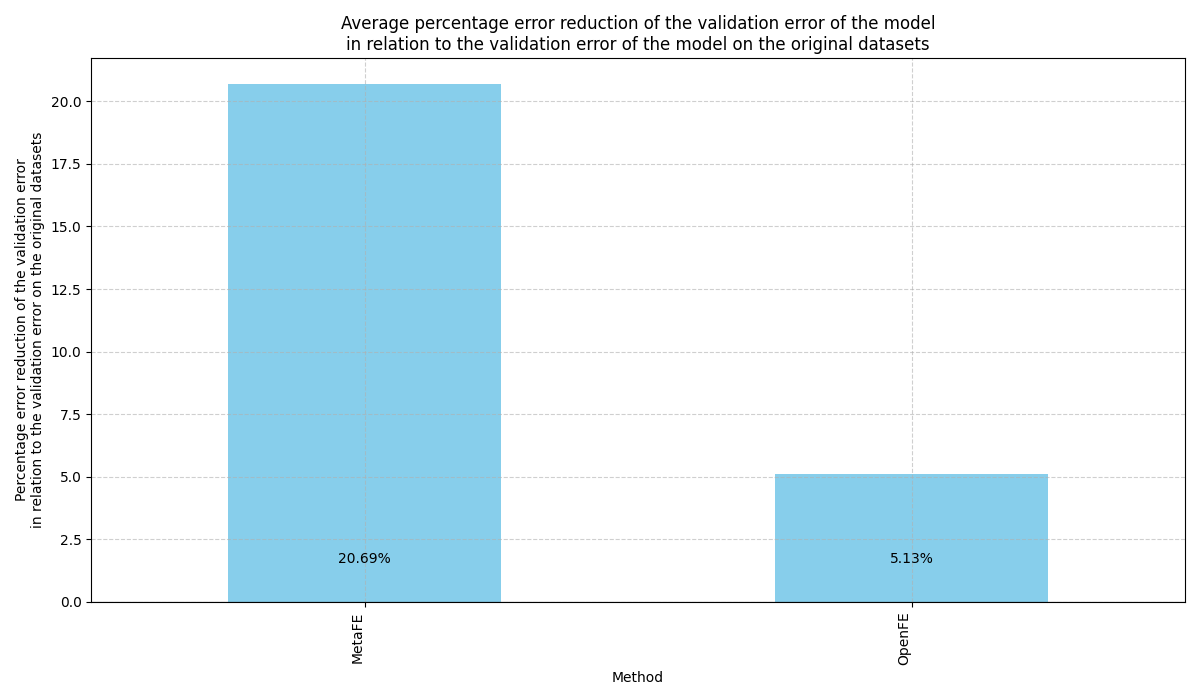 Average percentage error reduction of the validation error of the model
in relation to the validation error of the model on the original datasets
Percentage error reduction of the validation error
in relation to the validation error on the original datasets
20.0
17.5
15.0
12.5
10.0
7.5
5.0
2.5
0.0
20.69%
5.13%
MetaFE
OpenFE
Method